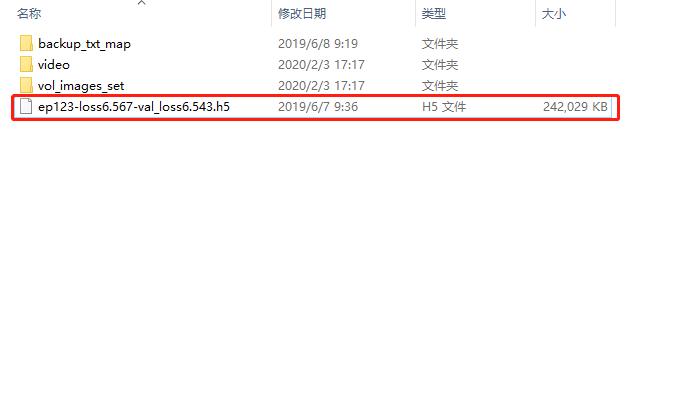 名称 修改日期 类型 大小
backup_txt_map 2019/6/8 9:19 文件夹
video 2020/2/3 17:17 文件夹
vol_images_set 2020/2/3 17:17 文件夹
ep123-loss6.567-val_loss6.543.h5 2019/6/7 9:36 H5 文件 242,029 KB